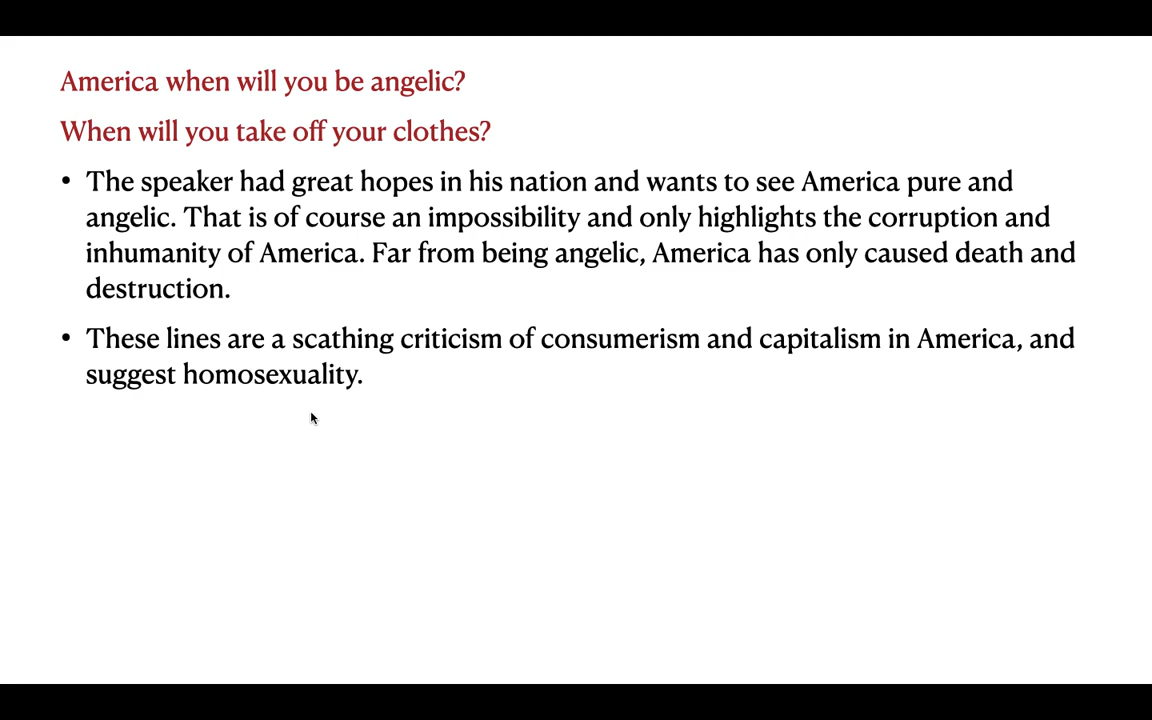 America when will you be angelic?
When will you take off your clothes?
• The speaker had great hopes in his nation and wants to see America pure and
angelic. That is of course an impossibility and only highlights the corruption and
inhumanity of America. Far from being angelic, America has only caused death and
destruction.
• These lines are a scathing criticism of consumerism and capitalism in America, and
suggest homosexuality.